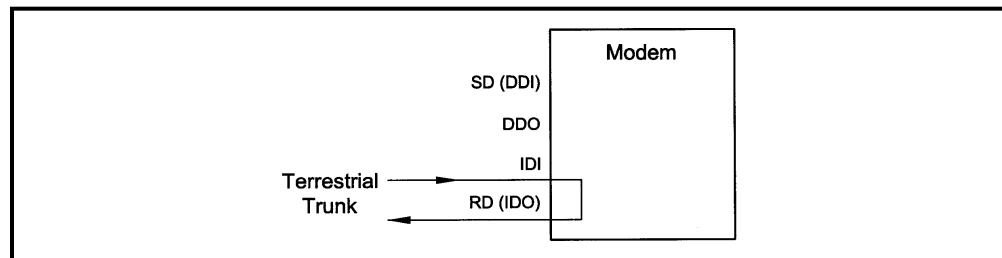 Modem
SD (DDI)
DDO
IDI
Terrestrial
Trunk
RD (IDO)